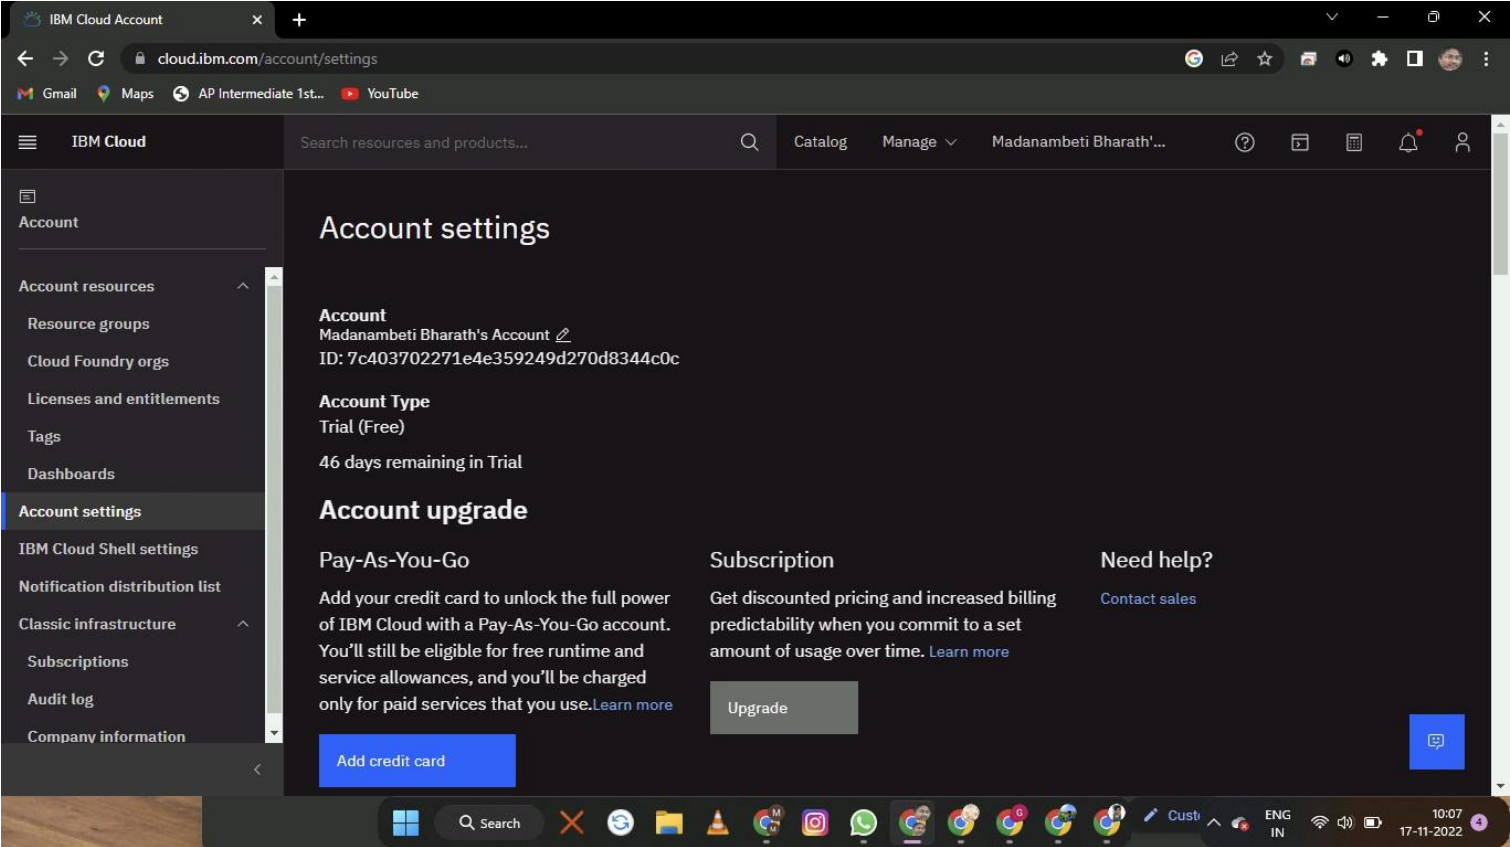 IBM Cloud Account
cloud.ibm.com/account/settings
Gmail Maps AP Intermediate 1st... YouTube
IBM Cloud
Search resources and products...
Catalog
Manage
Madanambeti Bharath'...
Account
Account resources
Resource groups
Cloud Foundry orgs
Licenses and entitlements
Tags
Dashboards
Account settings
IBM Cloud Shell settings
Notification distribution list
Classic infrastructure
Subscriptions
Audit log
Company information
Account settings
Account
Madanambeti Bharath's Account
ID: 7c403702271e4e359249d270d8344c0c
Account Type
Trial (Free)
46 days remaining in Trial
Account upgrade
Pay-As-You-Go
Add your credit card to unlock the full power
of IBM Cloud with a Pay-As-You-Go account.
You’ll still be eligible for free runtime and
service allowances, and you’ll be charged
only for paid services that you use.Learn more
Add credit card
Subscription
Get discounted pricing and increased billing
predictability when you commit to a set
amount of usage over time. Learn more
Upgrade
Need help?
Contact sales
Search
Cust
ENG
IN
10:07
17-11-2022
4